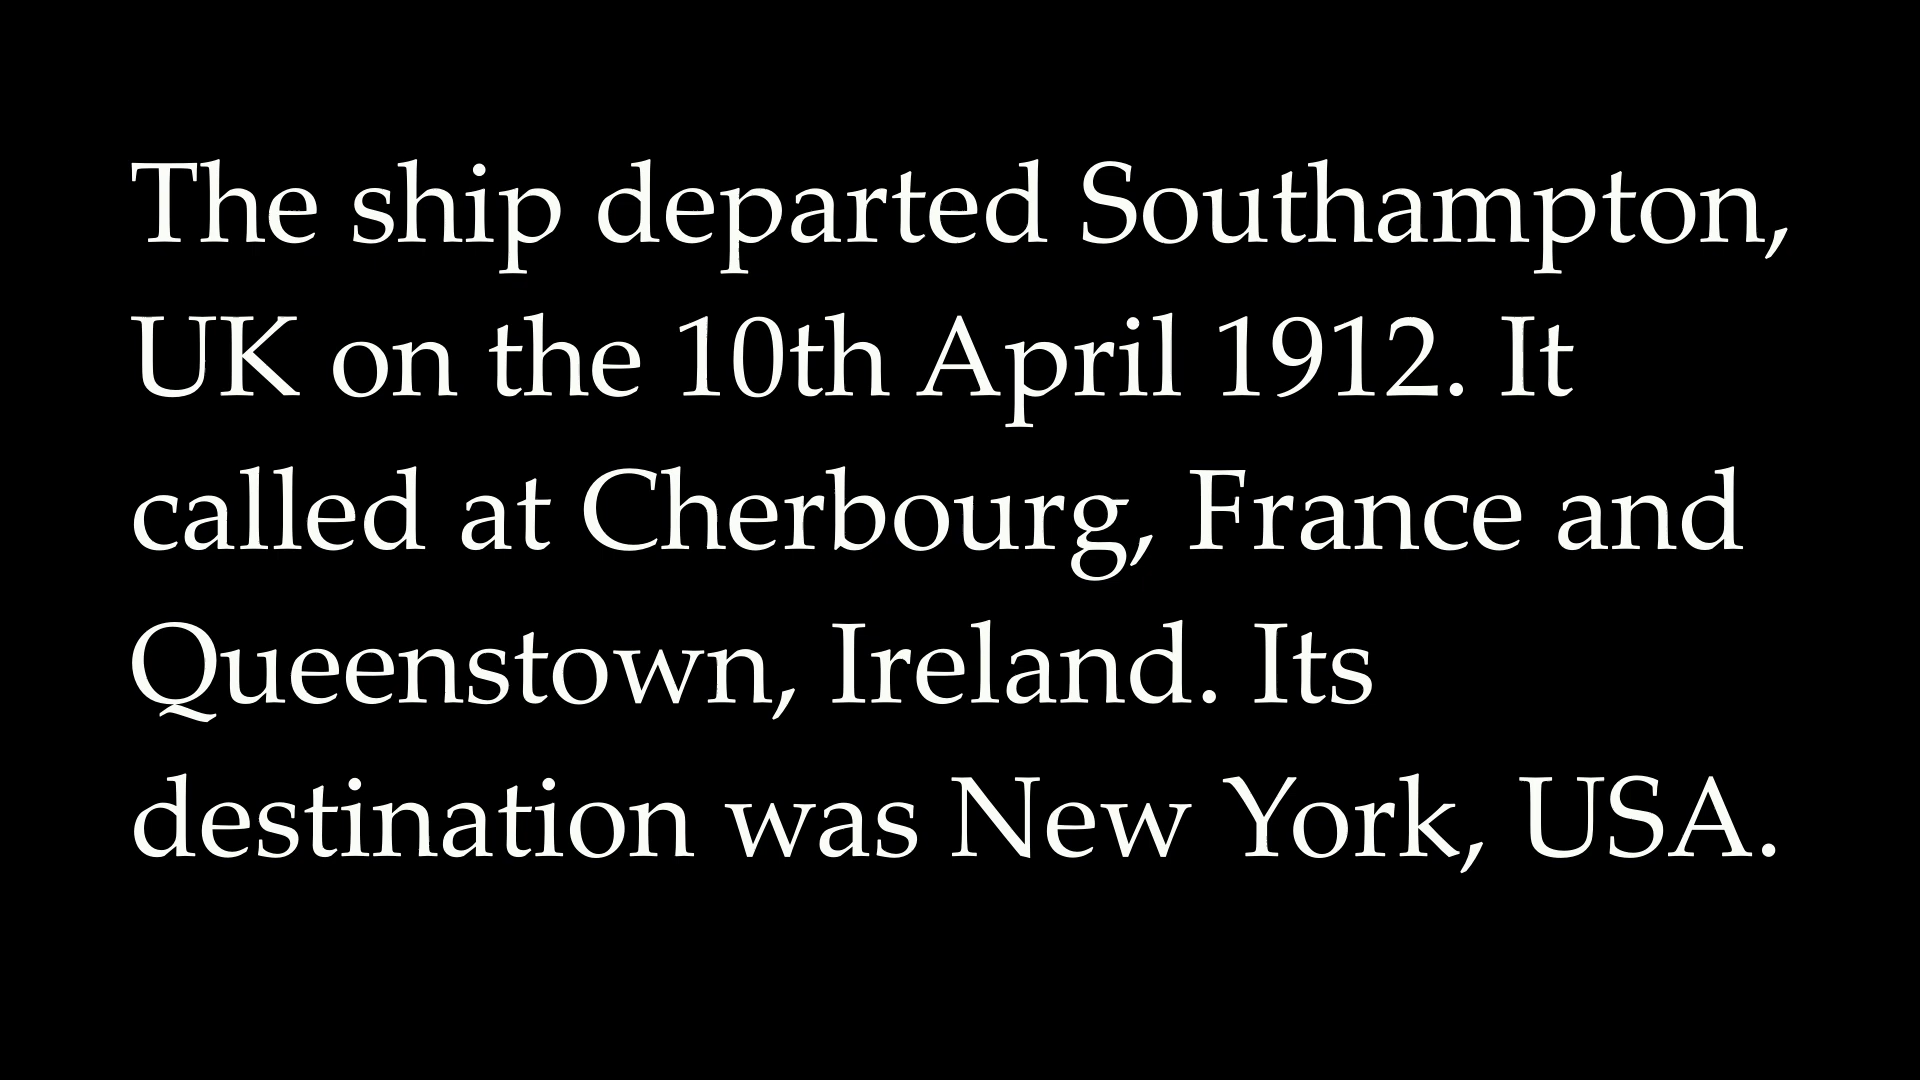 The ship departed Southampton,
UK on the 10th April 1912. It
called at Cherbourg, France and
Queenstown, Ireland. Its
destination was New York, USA.